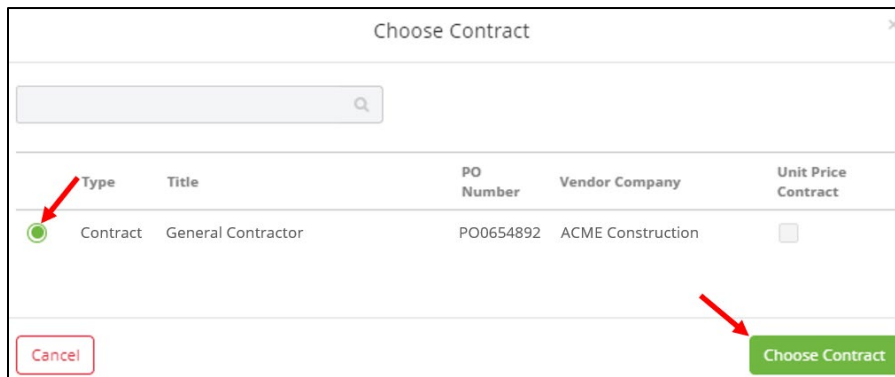 Choose Contract
Type Title PO Number Vendor Company Unit Price Contract
Contract General Contractor PO0654892 ACME Construction
Cancel Choose Contract